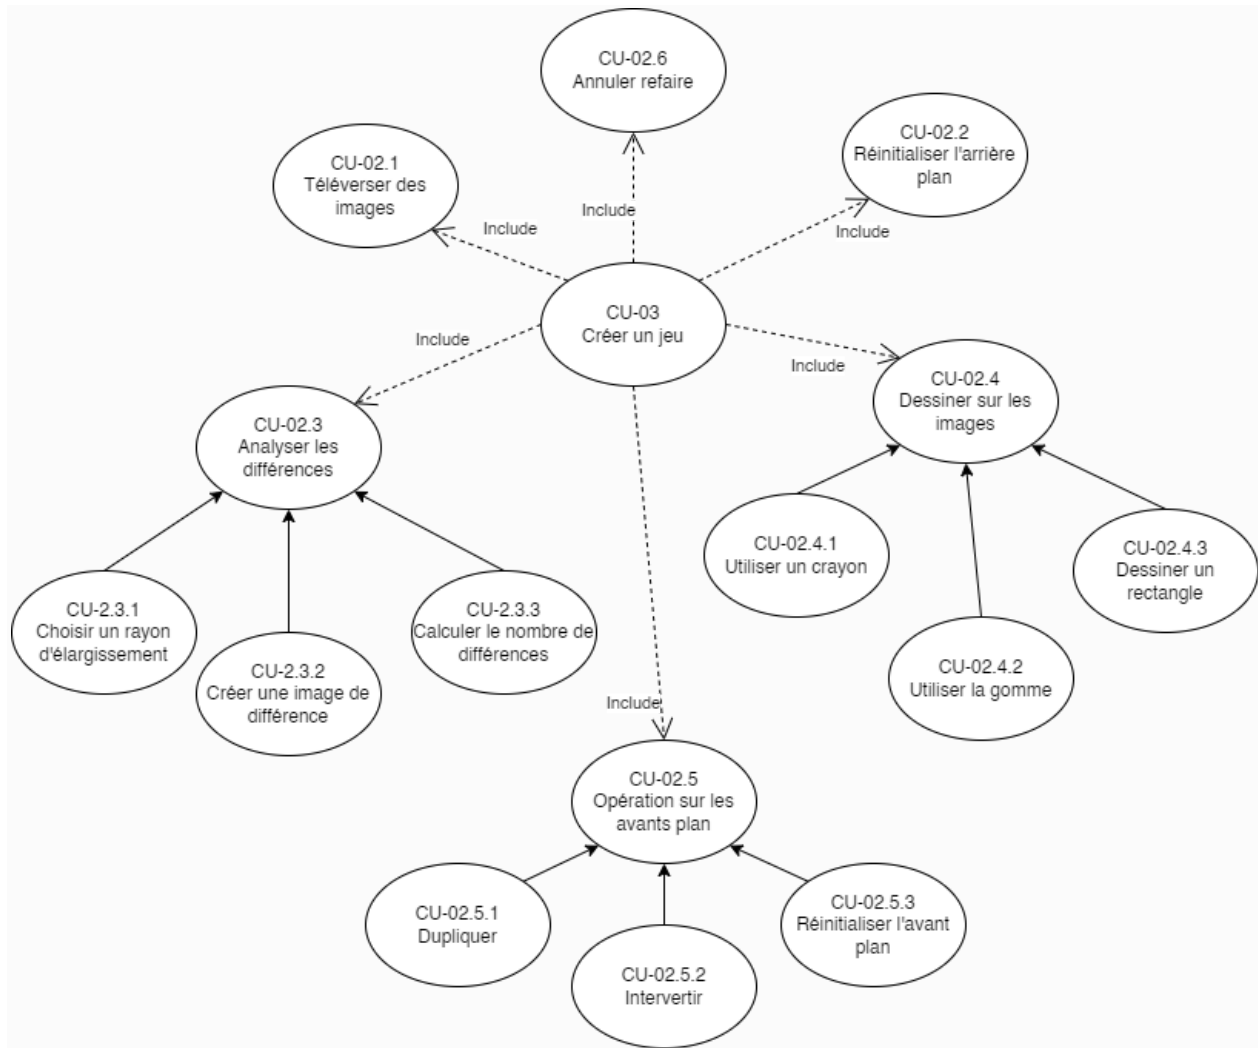 CU-02.6
Annuler refaire
CU-02.2
Réinitialiser l'arrière
plan
CU-02.1
Téléverser des
images
Include
Include
Include
CU-03
Créer un jeu
Include
Include
CU-02.4
Dessiner sur les
images
CU-02.3
Analyser les
différences
CU-02.4.1
Utiliser un crayon
CU-02.4.3
Dessiner un
rectangle
CU-2.3.1
Choisir un rayon
d'élargissement
CU-2.3.2
Créer une image de
différence
CU-2.3.3
Calculer le nombre de
différences
CU-02.4.2
Utiliser la gomme
Include
CU-02.5
Opération sur les
avants plan
CU-02.5.1
Dupliquer
CU-02.5.2
Intervertir
CU-02.5.3
Réinitialiser l'avant
plan